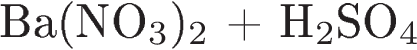 Ba(NO₃)₂ + H₂SO₄